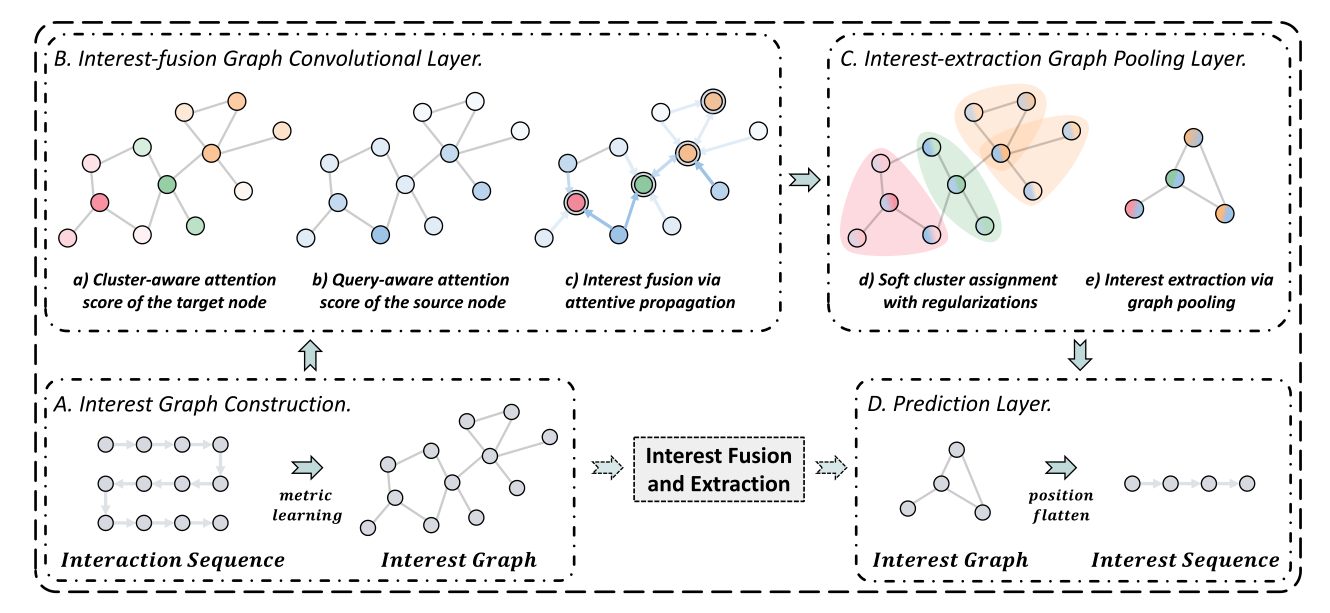 B. Interest-fusion Graph Convolutional Layer.
a) Cluster-aware attention
score of the target node
b) Query-aware attention
score of the source node
c) Interest fusion via
attentive propagation
C. Interest-extraction Graph Pooling Layer.
d) Soft cluster assignment
with regularizations
e) Interest extraction via
graph pooling
A. Interest Graph Construction.
metric
learning
Interaction Sequence
Interest Graph
Interest Fusion
and Extraction
D. Prediction Layer.
position
flatten
Interest Graph
Interest Sequence